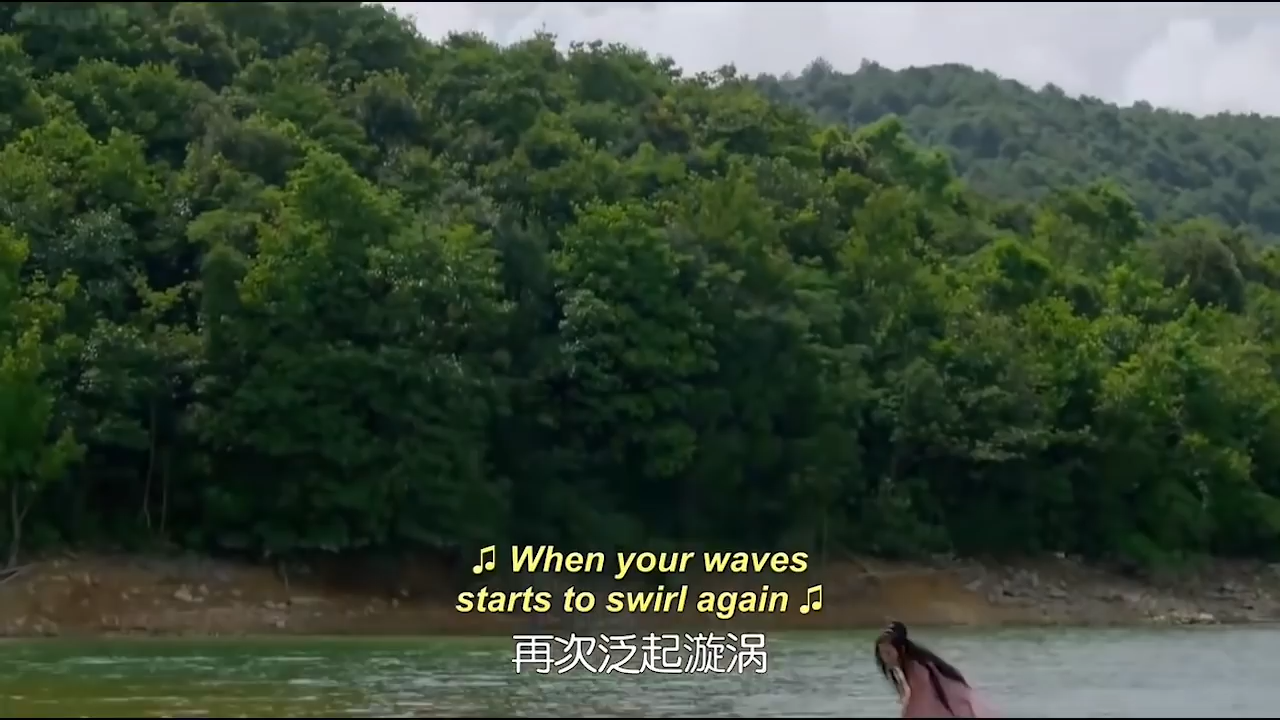 ♫ When your waves
starts to swirl again ♫
再次泛起漩涡